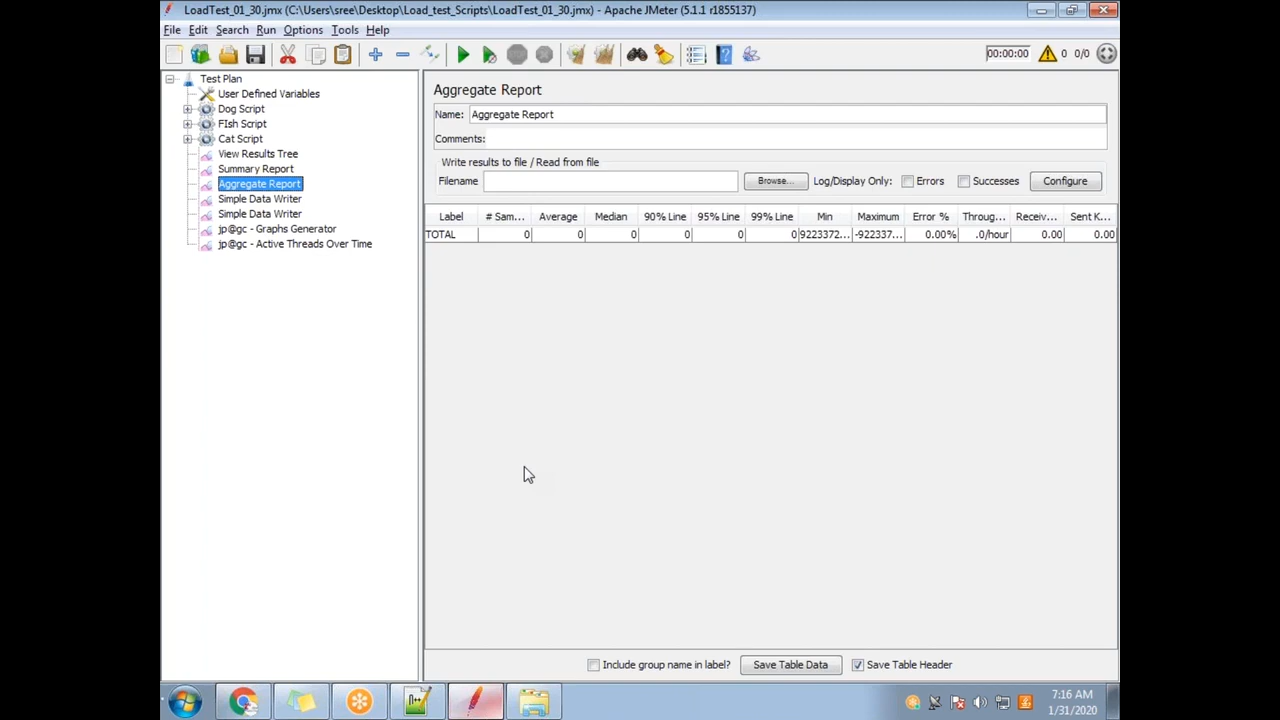 LoadTest_01_30.jmx (C:\Users\sree\Desktop\Load_test_Scripts\LoadTest_01_30.jmx) - Apache JMeter (5.1.1 r1855137)
File Edit Search Run Options Tools Help
00:00:00 0 0/0
Test Plan
User Defined Variables
Dog Script
FIsh Script
Cat Script
View Results Tree
Summary Report
Aggregate Report
Simple Data Writer
Simple Data Writer
jp@gc - Graphs Generator
jp@gc - Active Threads Over Time
Aggregate Report
Name: Aggregate Report
Comments:
Write results to file / Read from file
Filename Browse... Log/Display Only: Errors Successes Configure
Label # Sam... Average Median 90% Line 95% Line 99% Line Min Maximum Error % Throug... Receiv... Sent K...
TOTAL 0 0 0 0 0 0 9223372... -922337... 0.00% .0/hour 0.00 0.00
Include group name in label? Save Table Data Save Table Header
7:16 AM
1/31/2020